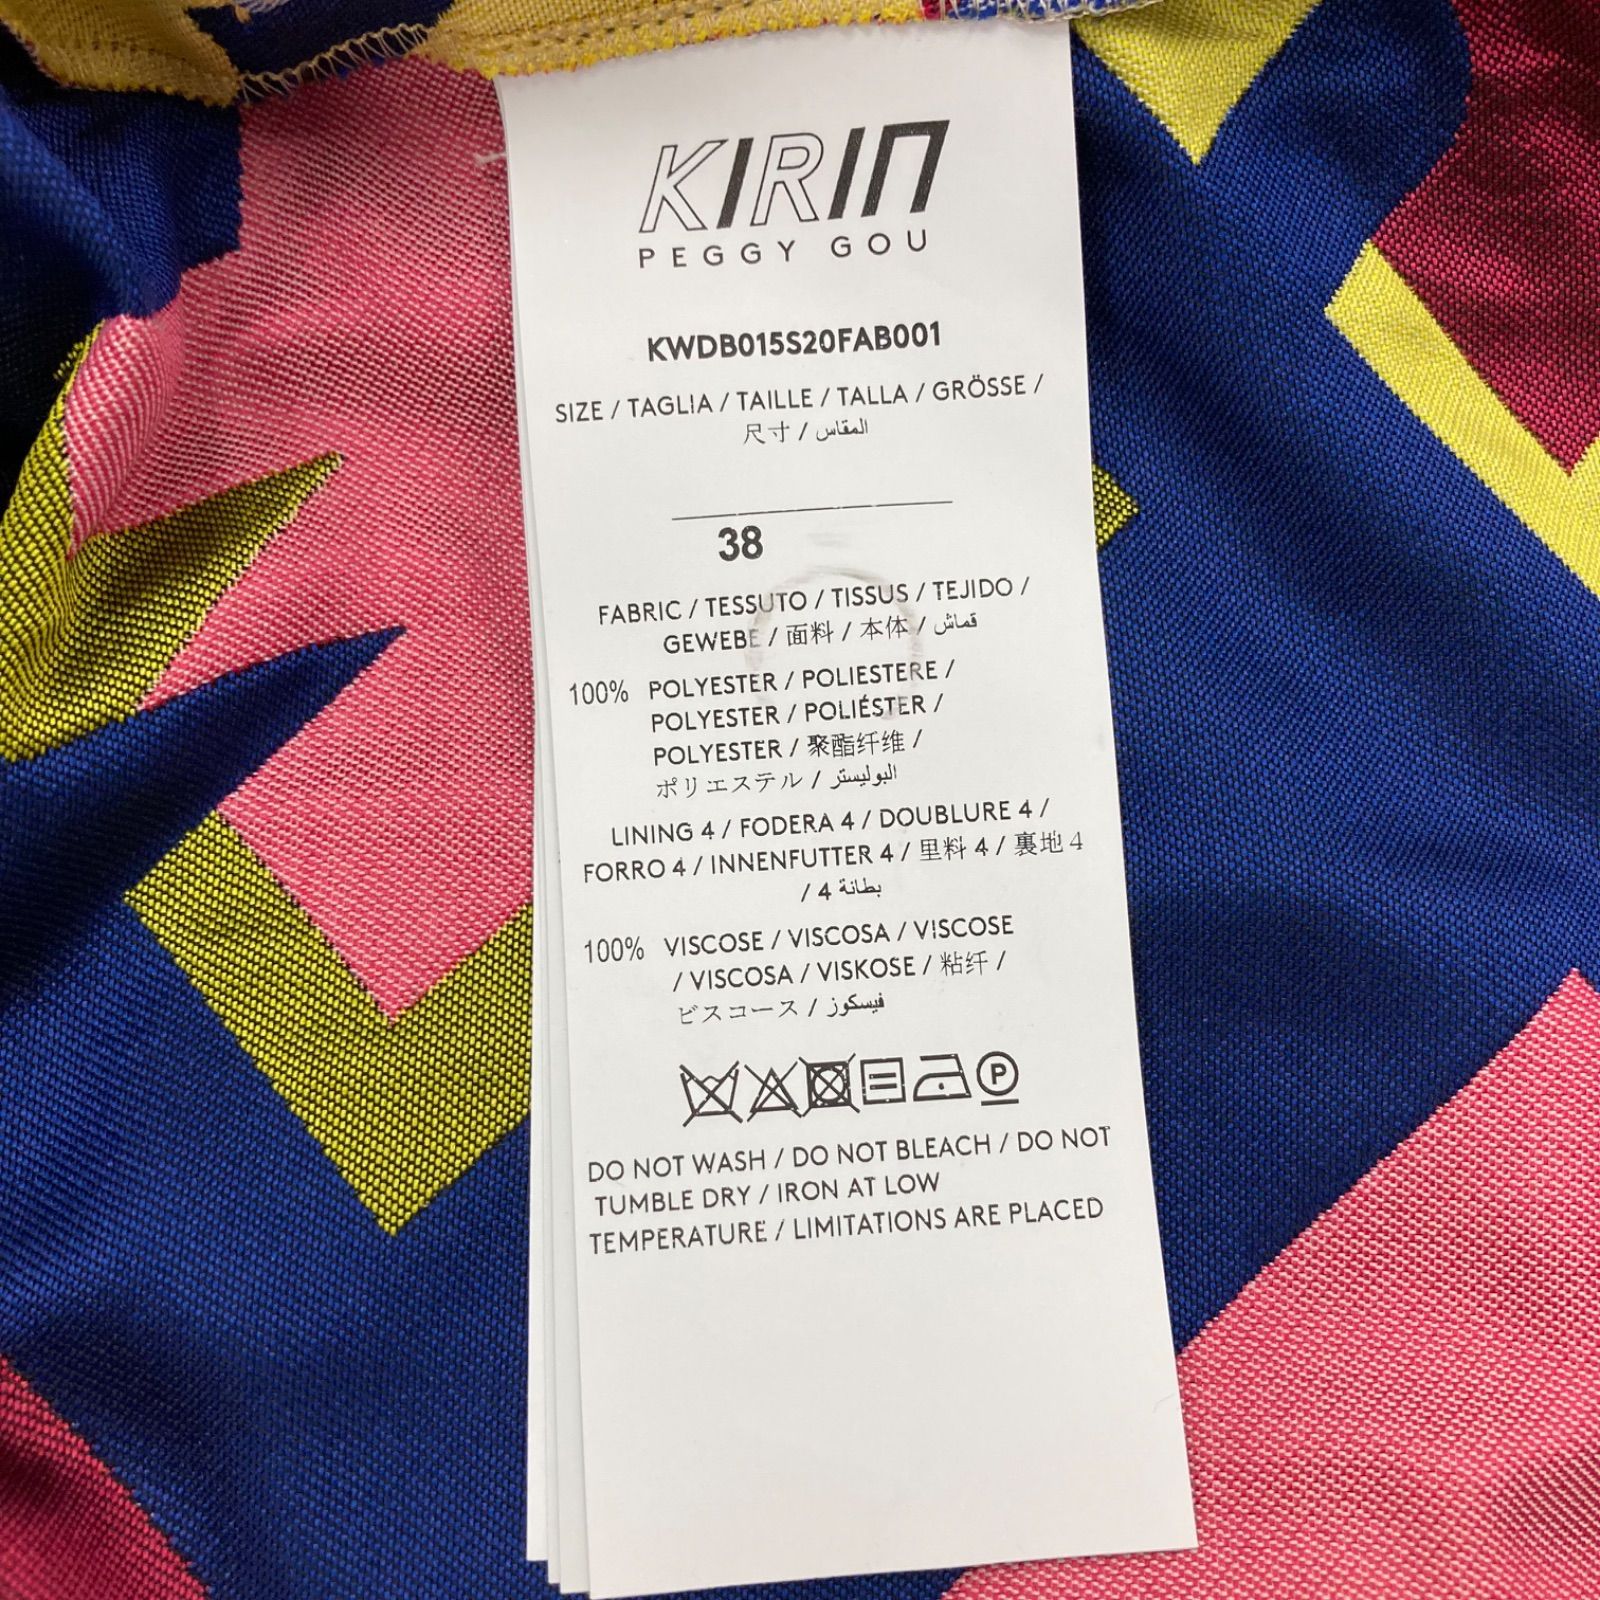 KIRIN
PEGGY GOU
KWDB015S20FAB001
SIZE / TAGLIA / TAILLE / TALLA / GRÖSSE /
尺寸 / المقاس
38
FABRIC / TESSUTO / TISSUS / TEJIDO /
GEWEBE / 面料 / 本体 / قماش
100% POLYESTER / POLIESTERE /
POLYESTER / POLIÉSTER /
POLYESTER / 聚酯纤维 /
ポリエステル / البوليستر
LINING 4 / FODERA 4 / DOUBLURE 4 /
FORRO 4 / INNENFUTTER 4 / 里料 4 / 裏地 4
/ بطانة 4
100% VISCOSE / VISCOSA / VISCOSE
/ VISCOSA / VISKOSE / 粘纤 /
ビスコース / فيسكوز
P
DO NOT WASH / DO NOT BLEACH / DO NOT
TUMBLE DRY / IRON AT LOW
TEMPERATURE / LIMITATIONS ARE PLACED